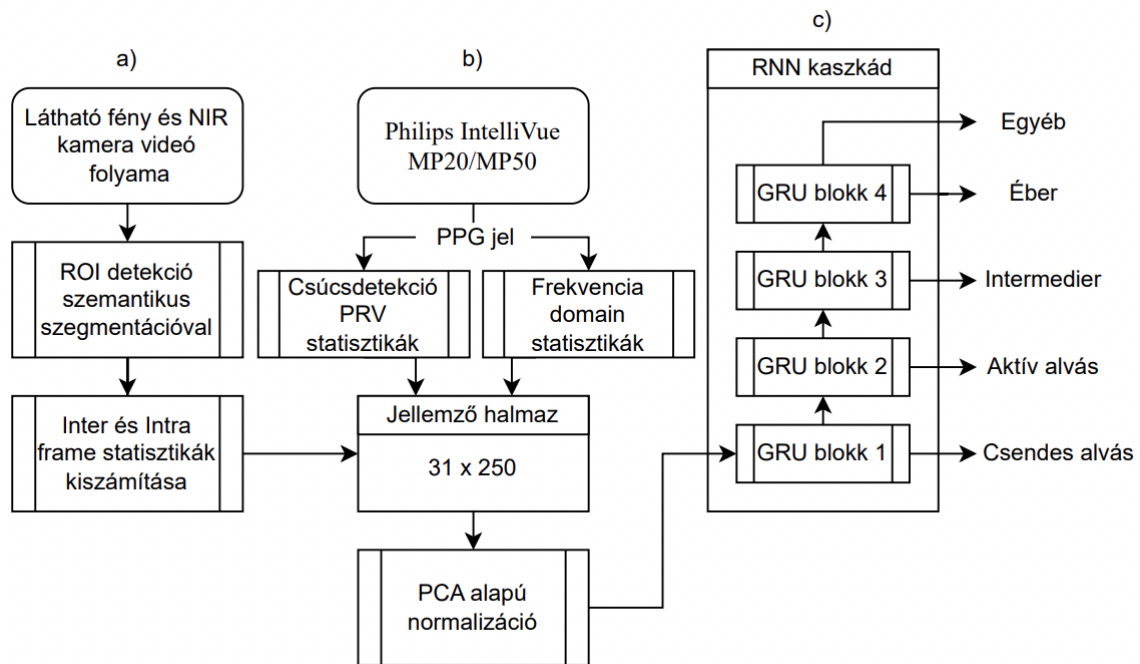 a)
Látható fény és NIR
kamera videó
folyama
ROI detekció
szemantikus
szegmentációval
Inter és Intra
frame statisztikák
kiszámítása
b)
Philips IntelliVue
MP20/MP50
PPG jel
Csúcsdetekció
PRV
statisztikák
Frekvencia
domain
statisztikák
Jellemző halmaz
31 x 250
PCA alapú
normalizáció
c)
RNN kaszkád
Egyéb
GRU blokk 4
Éber
GRU blokk 3
Intermedier
GRU blokk 2
Aktív alvás
GRU blokk 1
Csendes alvás